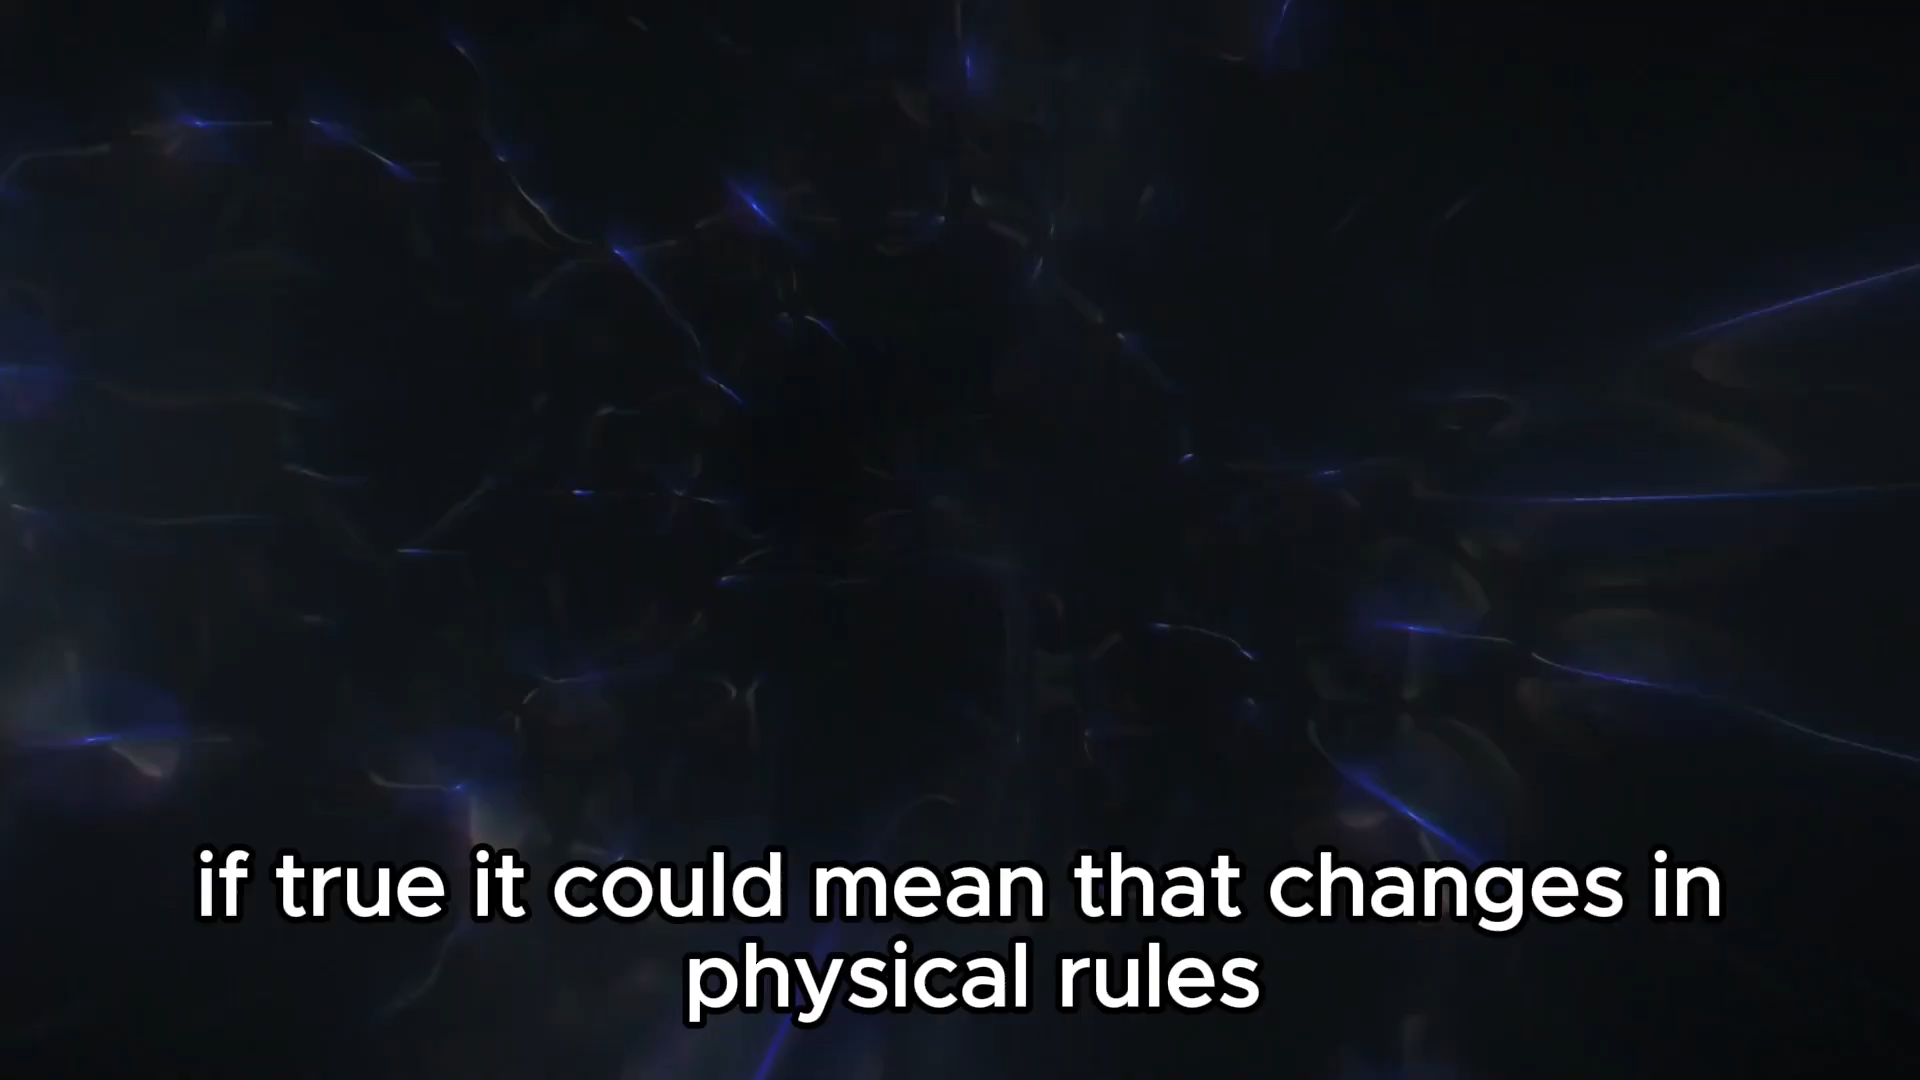 if true it could mean that changes in
physical rules